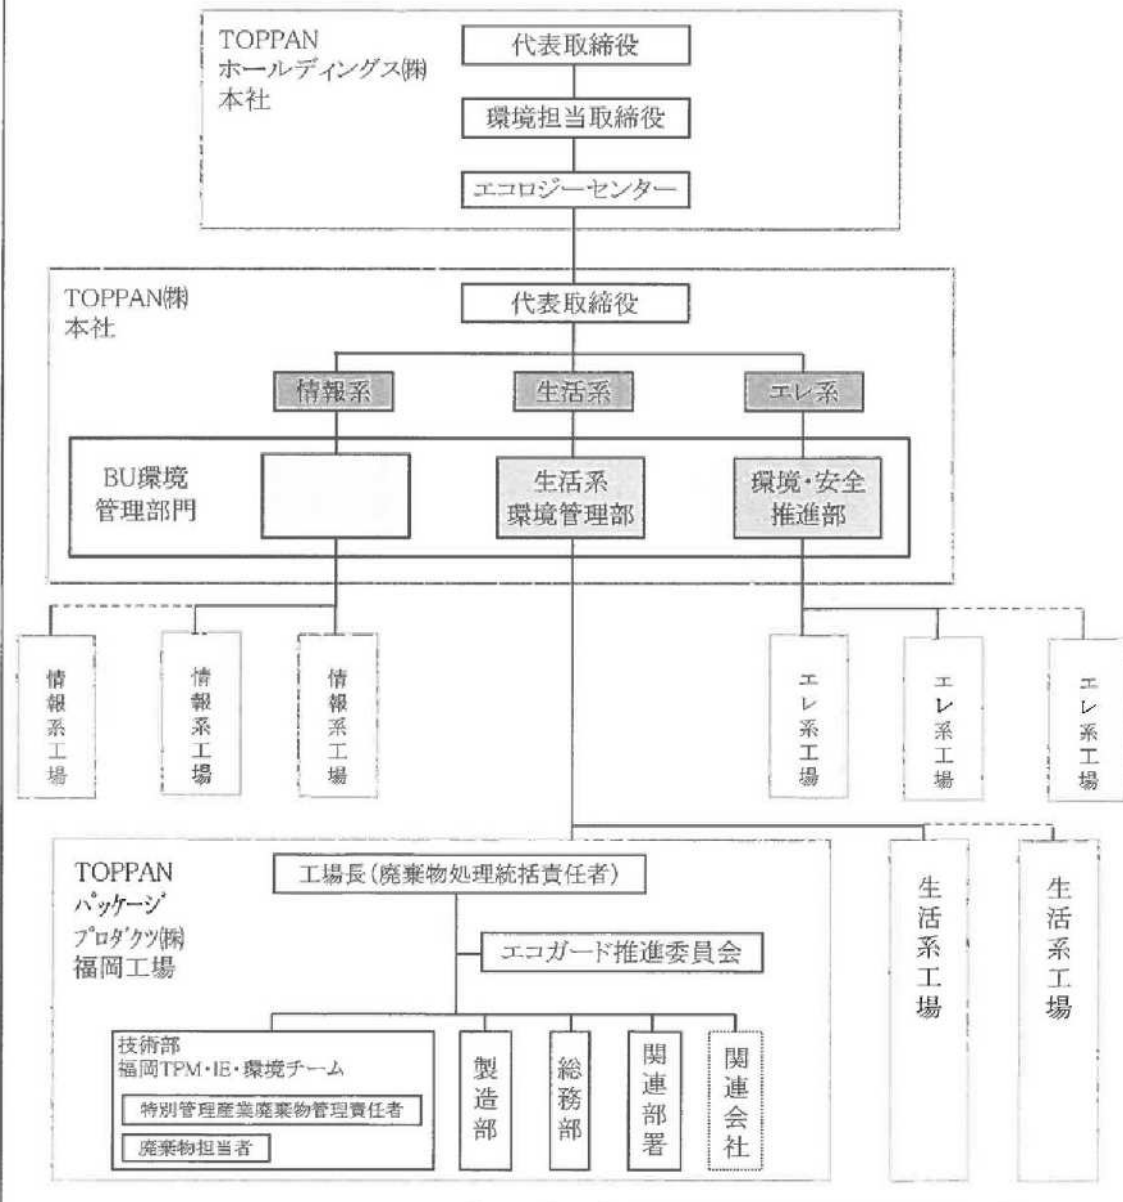 TOPPAN
ホールディングス㈱
本社
代表取締役
環境担当取締役
エコロジーセンター
TOPPAN㈱
本社
代表取締役
情報系
生活系
エレ系
BU環境
管理部門
生活系
環境管理部
環境・安全
推進部
情報系工場
情報系工場
情報系工場
エレ系工場
エレ系工場
エレ系工場
TOPPAN
パッケージ
プロダクツ㈱
福岡工場
工場長(廃棄物処理統括責任者)
エコガード推進委員会
技術部
福岡TPM・IE・環境チーム
特別管理産業廃棄物管理責任者
廃棄物担当者
製造部
総務部
関連部署
関連会社
生活系工場
生活系工場